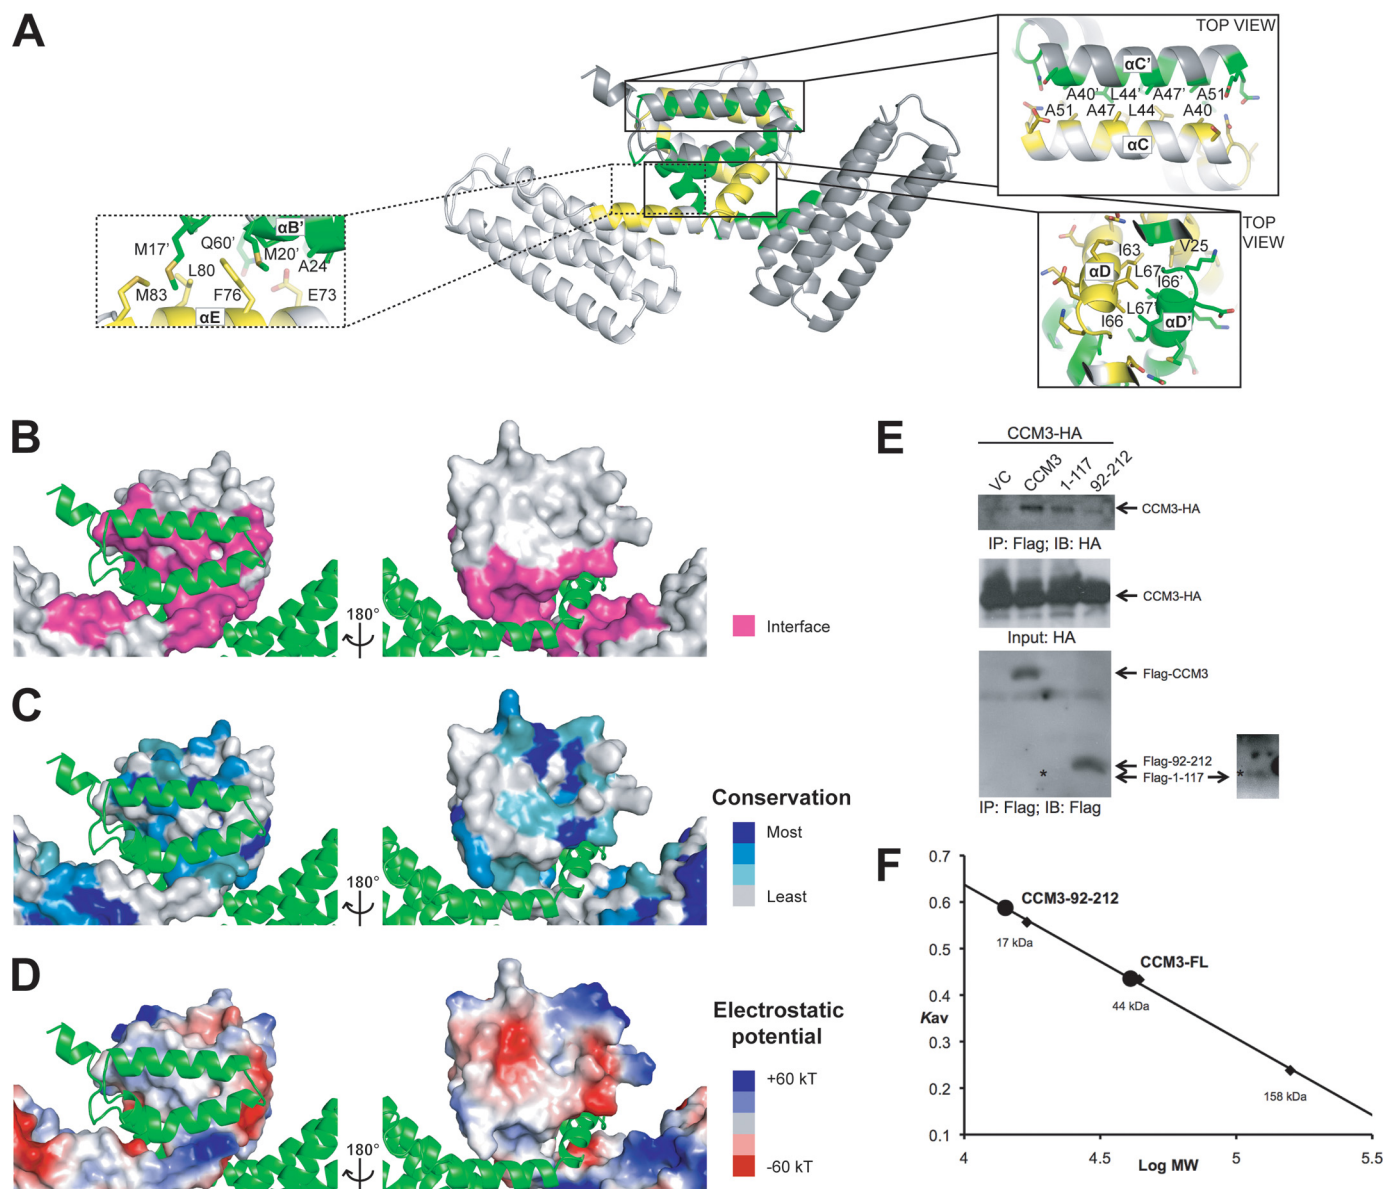 A
TOP VIEW
αC'
A40' L44' A47' A51
A51 A47 L44 A40
αC
αB'
M17' Q60' M20'
A24'
L80
M83 F76 E73
αE
TOP
VIEW
I63 V25
αD L67 I66'
L67'
I66 αD'
B
180°
Interface
C
180°
Conservation
Most
Least
D
180°
Electrostatic
potential
+60 kT
-60 kT
E
CCM3-HA
VC CCM3 1-117 92-212
CCM3-HA
IP: Flag; IB: HA
CCM3-HA
Input: HA
Flag-CCM3
Flag-92-212
* Flag-1-117 *
IP: Flag; IB: Flag
F
0.7
0.6
0.5
0.4
0.3
0.2
0.1
Kav
CCM3-92-212
17 kDa
CCM3-FL
44 kDa
158 kDa
4 4.5 5 5.5
Log MW